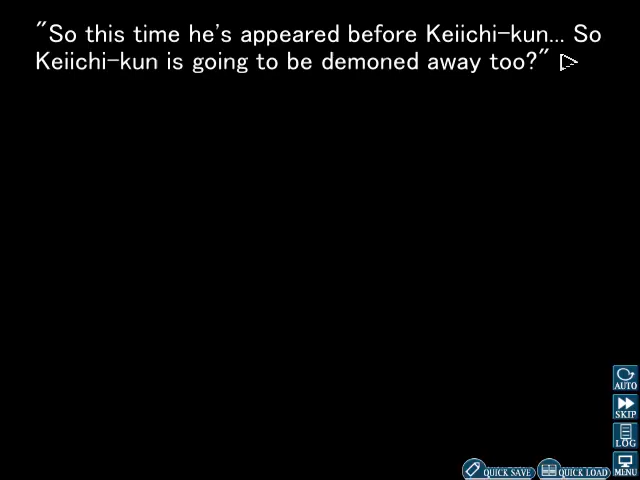 "So this time he's appeared before Keiichi-kun... So
Keiichi-kun is going to be demoned away too?"
AUTO
SKIP
LOG
MENU
QUICK SAVE
QUICK LOAD